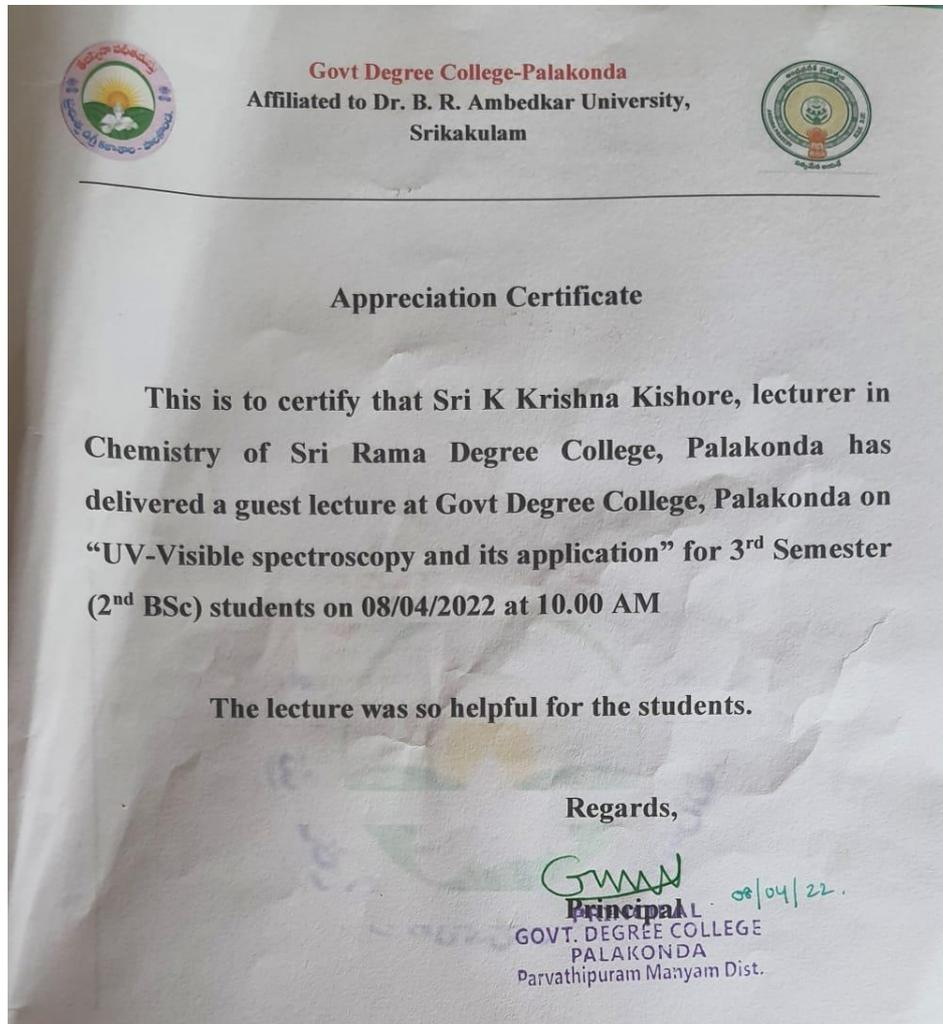 Govt Degree College-Palakonda
Affiliated to Dr. B. R. Ambedkar University,
Srikakulam
Appreciation Certificate
This is to certify that Sri K Krishna Kishore, lecturer in
Chemistry of Sri Rama Degree College, Palakonda has
delivered a guest lecture at Govt Degree College, Palakonda on
“UV-Visible spectroscopy and its application” for 3rd Semester
(2nd BSc) students on 08/04/2022 at 10.00 AM
The lecture was so helpful for the students.
Regards,
08/04/22.
Principal
PRINCIPAL
GOVT. DEGREE COLLEGE
PALAKONDA
Parvathipuram Manyam Dist.